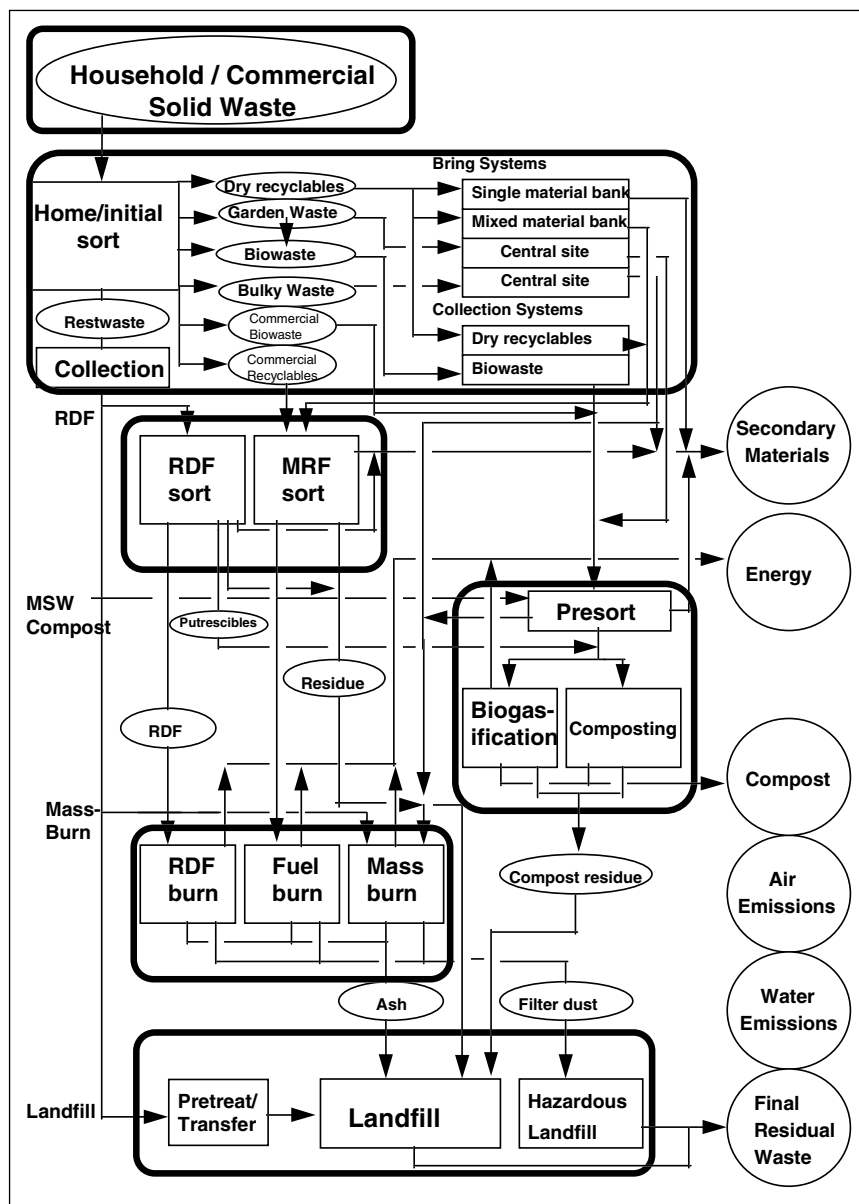 Household / Commercial
Solid Waste
Bring Systems
Home/initial
sort
Dry recyclables
Garden Waste
Biowaste
Bulky Waste
Commercial
Biowaste
Commercial
Recyclables
Single material bank
Mixed material bank
Central site
Central site
Collection Systems
Dry recyclables
Biowaste
Restwaste
Collection
RDF
RDF
sort
MRF
sort
Secondary
Materials
Energy
MSW
Compost
Putrescibles
Presort
Residue
RDF
Biogas-
ification
Composting
Compost
Mass-
Burn
RDF
burn
Fuel
burn
Mass
burn
Compost residue
Air
Emissions
Ash
Filter dust
Water
Emissions
Landfill
Pretreat/
Transfer
Landfill
Hazardous
Landfill
Final
Residual
Waste